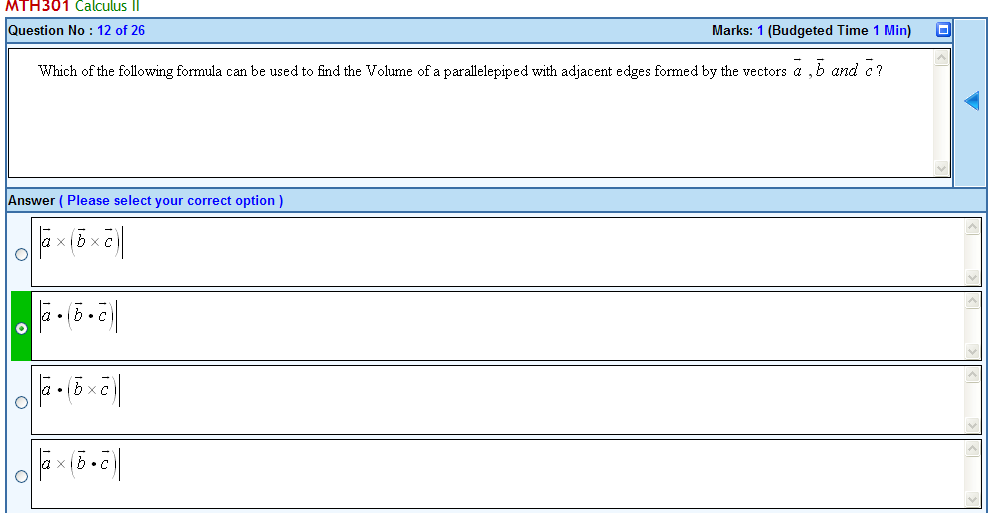 MTH301 Calculus II
Question No : 12 of 26 Marks: 1 (Budgeted Time 1 Min)
Which of the following formula can be used to find the Volume of a parallelepiped with adjacent edges formed by the vectors a⃗ , b⃗ and c⃗ ?
Answer ( Please select your correct option )
|a⃗ × (b⃗ × c⃗)|
|a⃗ • (b⃗ • c⃗)|
|a⃗ • (b⃗ × c⃗)|
|a⃗ × (b⃗ • c⃗)|